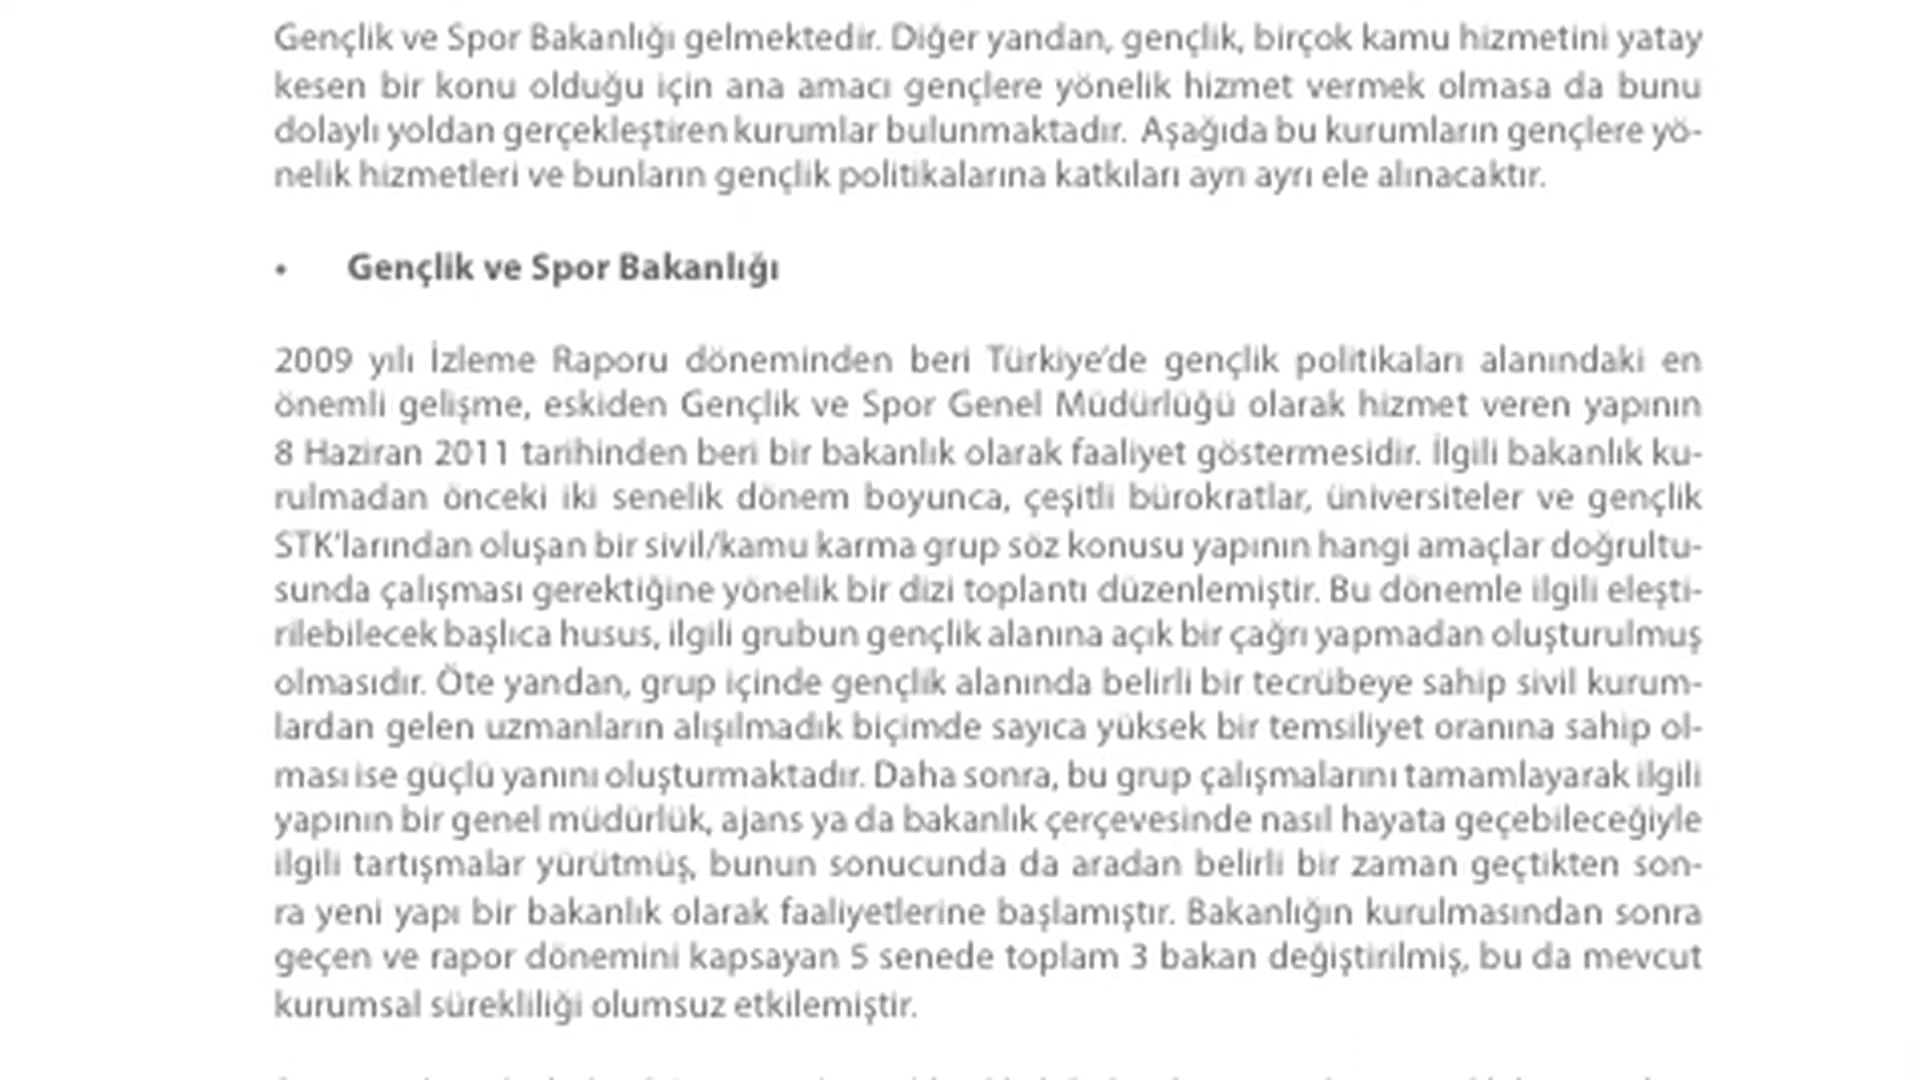 Gençlik ve Spor Bakanlığı gelmektedir. Diğer yandan, gençlik, birçok kamu hizmetini yatay
kesen bir konu olduğu için ana amacı gençlere yönelik hizmet vermek olmasa da bunu
dolaylı yoldan gerçekleştiren kurumlar bulunmaktadır. Aşağıda bu kurumların gençlere yö-
nelik hizmetleri ve bunların gençlik politikalarına katkıları ayrı ayrı ele alınacaktır.
• Gençlik ve Spor Bakanlığı
2009 yılı İzleme Raporu döneminden beri Türkiye’de gençlik politikaları alanındaki en
önemli gelişme, eskiden Gençlik ve Spor Genel Müdürlüğü olarak hizmet veren yapının
8 Haziran 2011 tarihinden beri bir bakanlık olarak faaliyet göstermesidir. İlgili bakanlık ku-
rulmadan önceki iki senelik dönem boyunca, çeşitli bürokratlar, üniversiteler ve gençlik
STK’larından oluşan bir sivil/kamu karma grup söz konusu yapının hangi amaçlar doğrultu-
sunda çalışması gerektiğine yönelik bir dizi toplantı düzenlemiştir. Bu dönemle ilgili eleşti-
rilebilecek başlıca husus, ilgili grubun gençlik alanına açık bir çağrı yapmadan oluşturulmuş
olmasıdır. Öte yandan, grup içinde gençlik alanında belirli bir tecrübeye sahip sivil kurum-
lardan gelen uzmanların alışılmadık biçimde sayıca yüksek bir temsiliyet oranına sahip ol-
ması ise güçlü yanını oluşturmaktadır. Daha sonra, bu grup çalışmalarını tamamlayarak ilgili
yapının bir genel müdürlük, ajans ya da bakanlık çerçevesinde nasıl hayata geçebileceğiyle
ilgili tartışmalar yürütmüş, bunun sonucunda da aradan belirli bir zaman geçtikten son-
ra yeni yapı bir bakanlık olarak faaliyetlerine başlamıştır. Bakanlığın kurulmasından sonra
geçen ve rapor dönemini kapsayan 5 senede toplam 3 bakan değiştirilmiş, bu da mevcut
kurumsal sürekliliği olumsuz etkilemiştir.